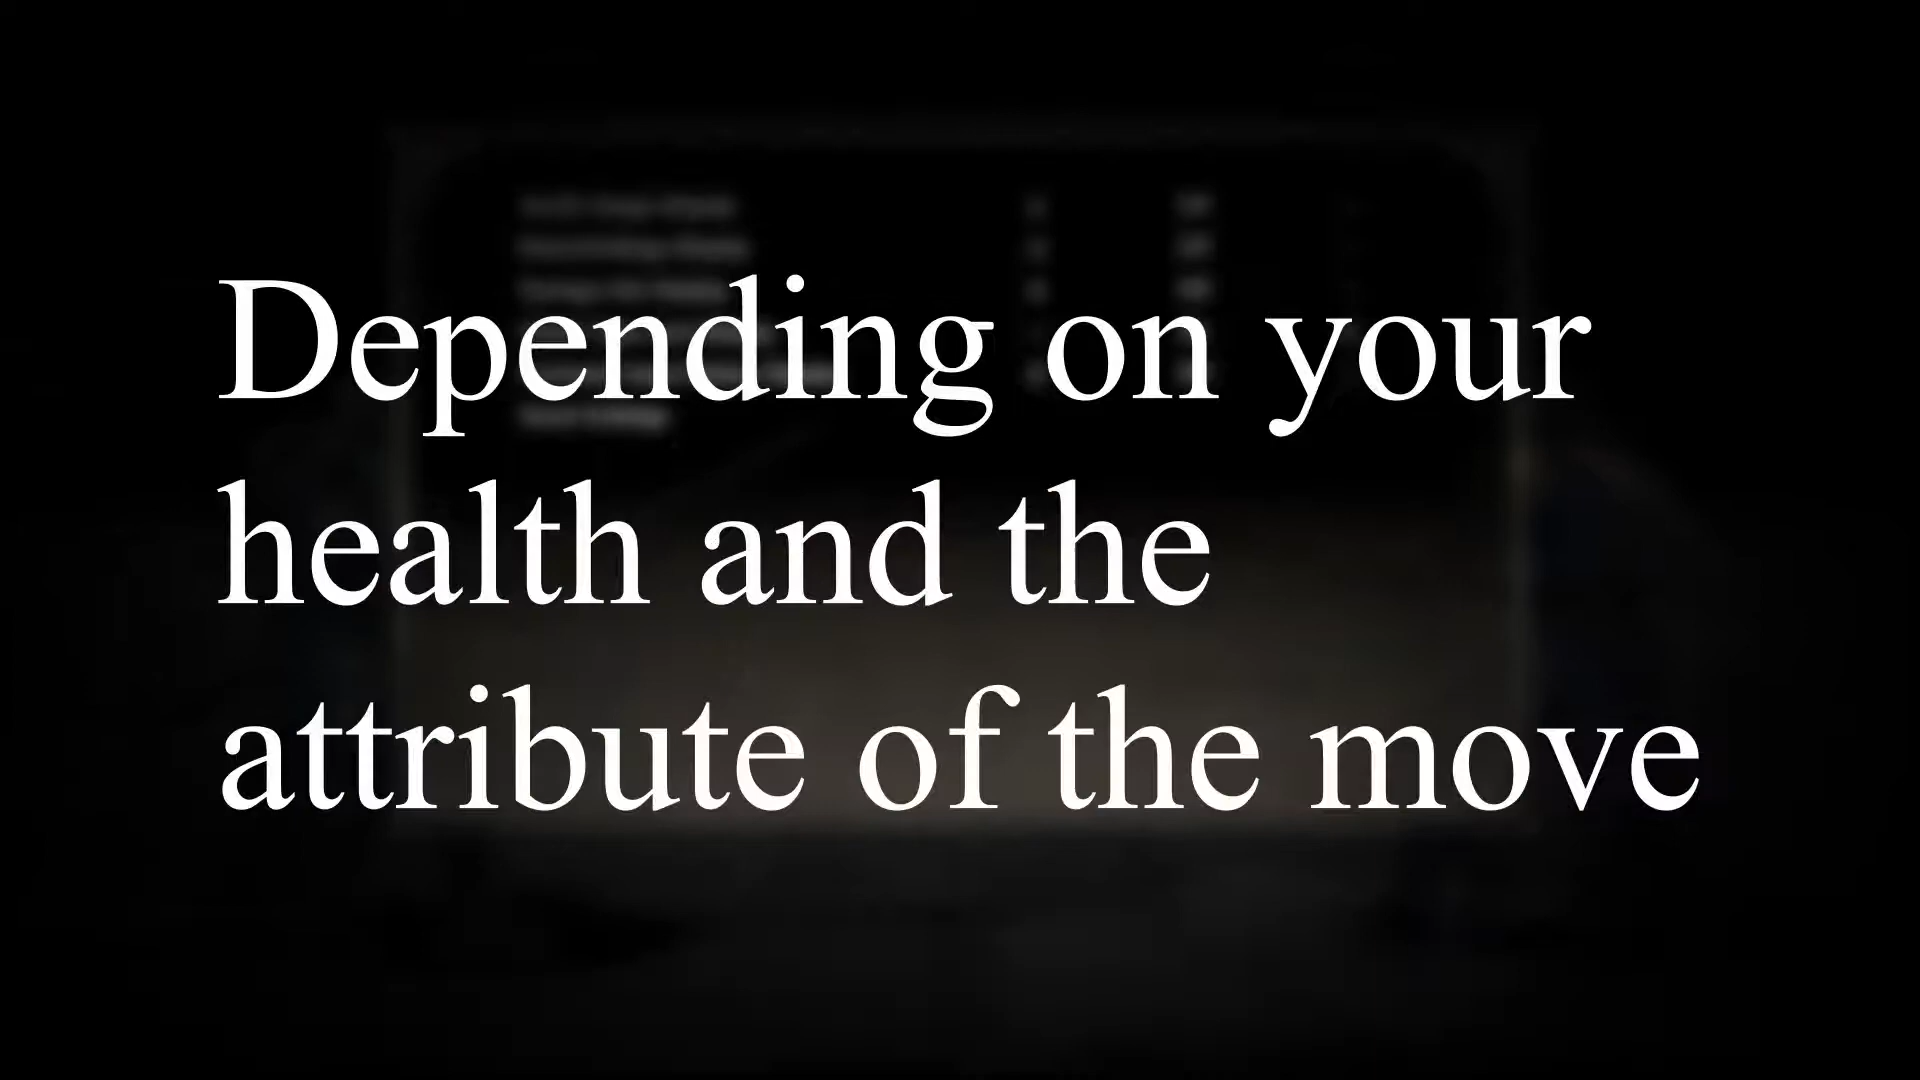 Depending on your
health and the
attribute of the move